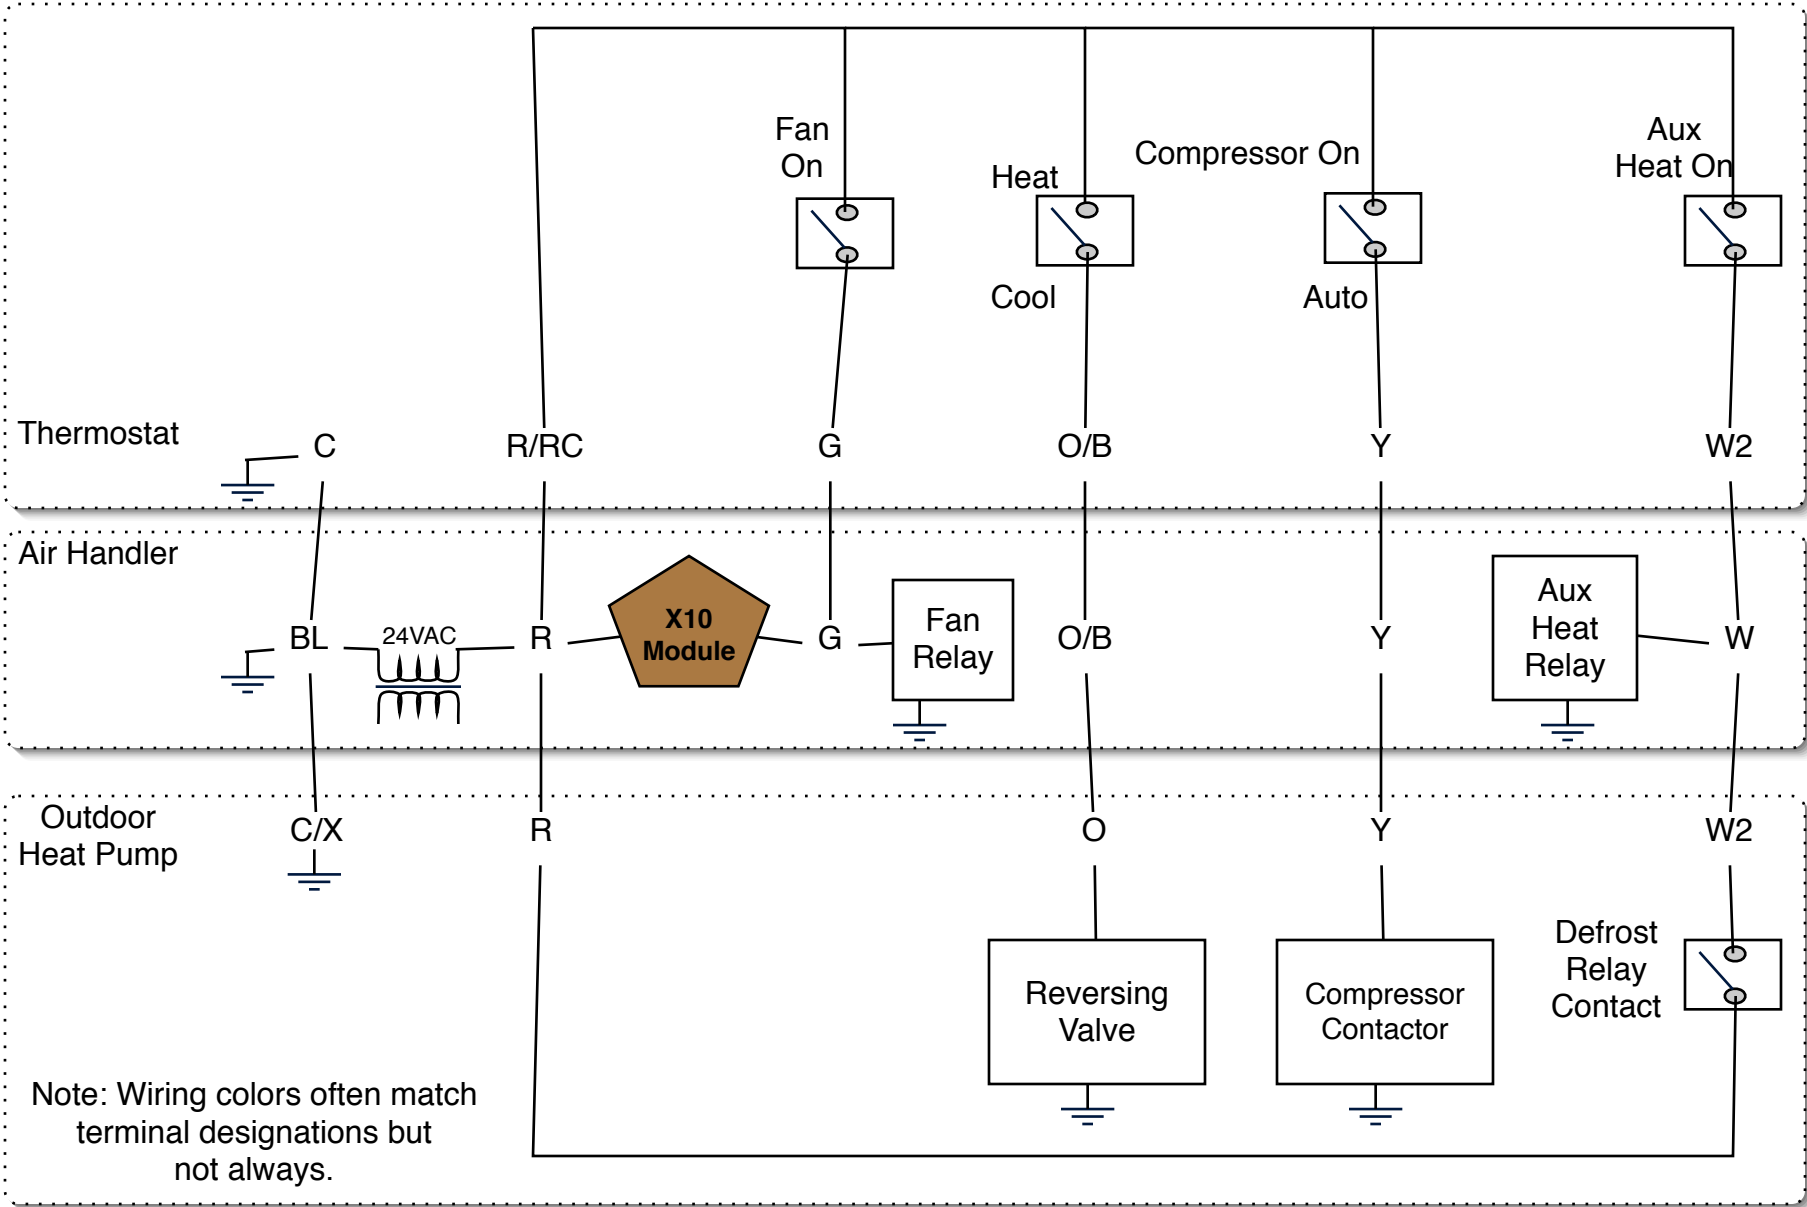 Fan
On
Heat
Cool
Compressor On
Auto
Aux
Heat On
Thermostat
C
R/RC
G
O/B
Y
W2
Air Handler
BL
24VAC
R
X10
Module
G
Fan
Relay
O/B
Y
Aux
Heat
Relay
W
Outdoor
Heat Pump
C/X
R
O
Y
W2
Reversing
Valve
Compressor
Contactor
Defrost
Relay
Contact
Note: Wiring colors often match
terminal designations but
not always.